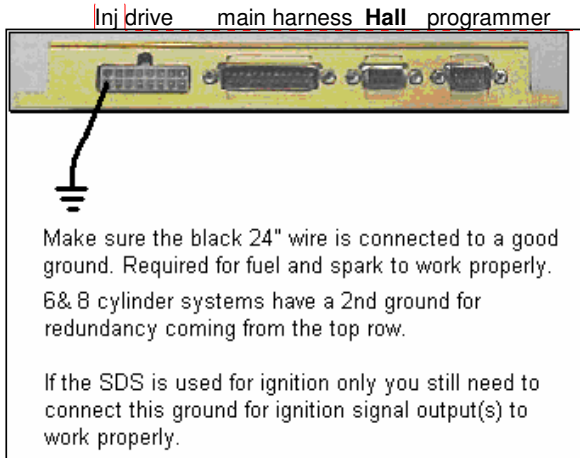 Inj drive main harness Hall programmer
Make sure the black 24" wire is connected to a good
ground. Required for fuel and spark to work properly.
6& 8 cylinder systems have a 2nd ground for
redundancy coming from the top row.
If the SDS is used for ignition only you still need to
connect this ground for ignition signal output(s) to
work properly.